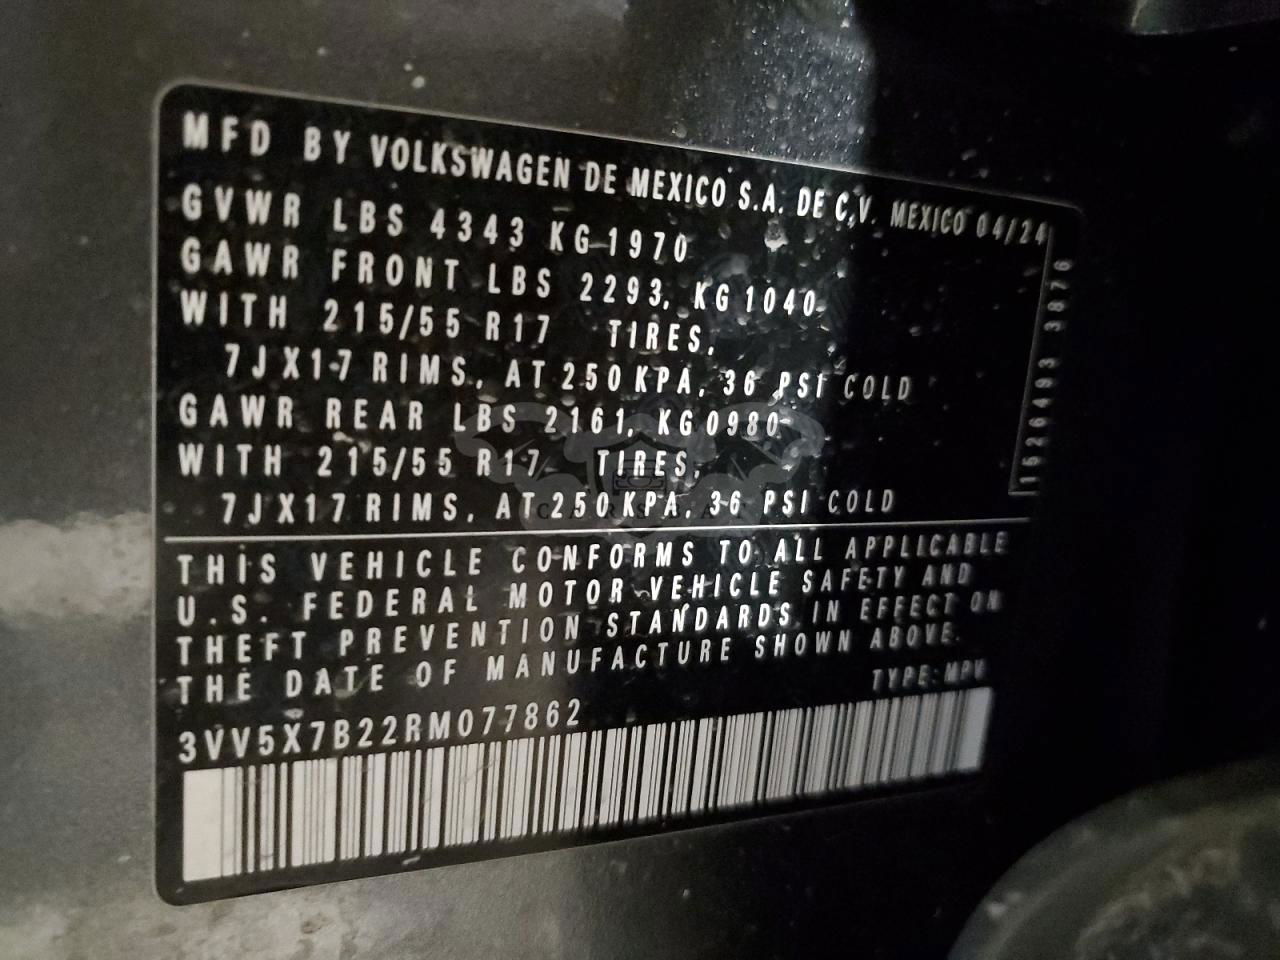 MFD BY VOLKSWAGEN DE MEXICO S.A. DE C.V. MEXICO 04/24
GVWR LBS 4343 KG 1970
GAWR FRONT LBS 2293, KG 1040
WITH 215/55 R17 TIRES,
7JX17 RIMS, AT 250 KPA, 36 PSI COLD
GAWR REAR LBS 2161, KG 0980
WITH 215/55 R17 TIRES,
7JX17 RIMS, AT 250 KPA, 36 PSI COLD
1526493 3876
THIS VEHICLE CONFORMS TO ALL APPLICABLE
U.S. FEDERAL MOTOR VEHICLE SAFETY AND
THEFT PREVENTION STANDARDS IN EFFECT ON
THE DATE OF MANUFACTURE SHOWN ABOVE.
TYPE: MPV
3VV5X7B22RM077862